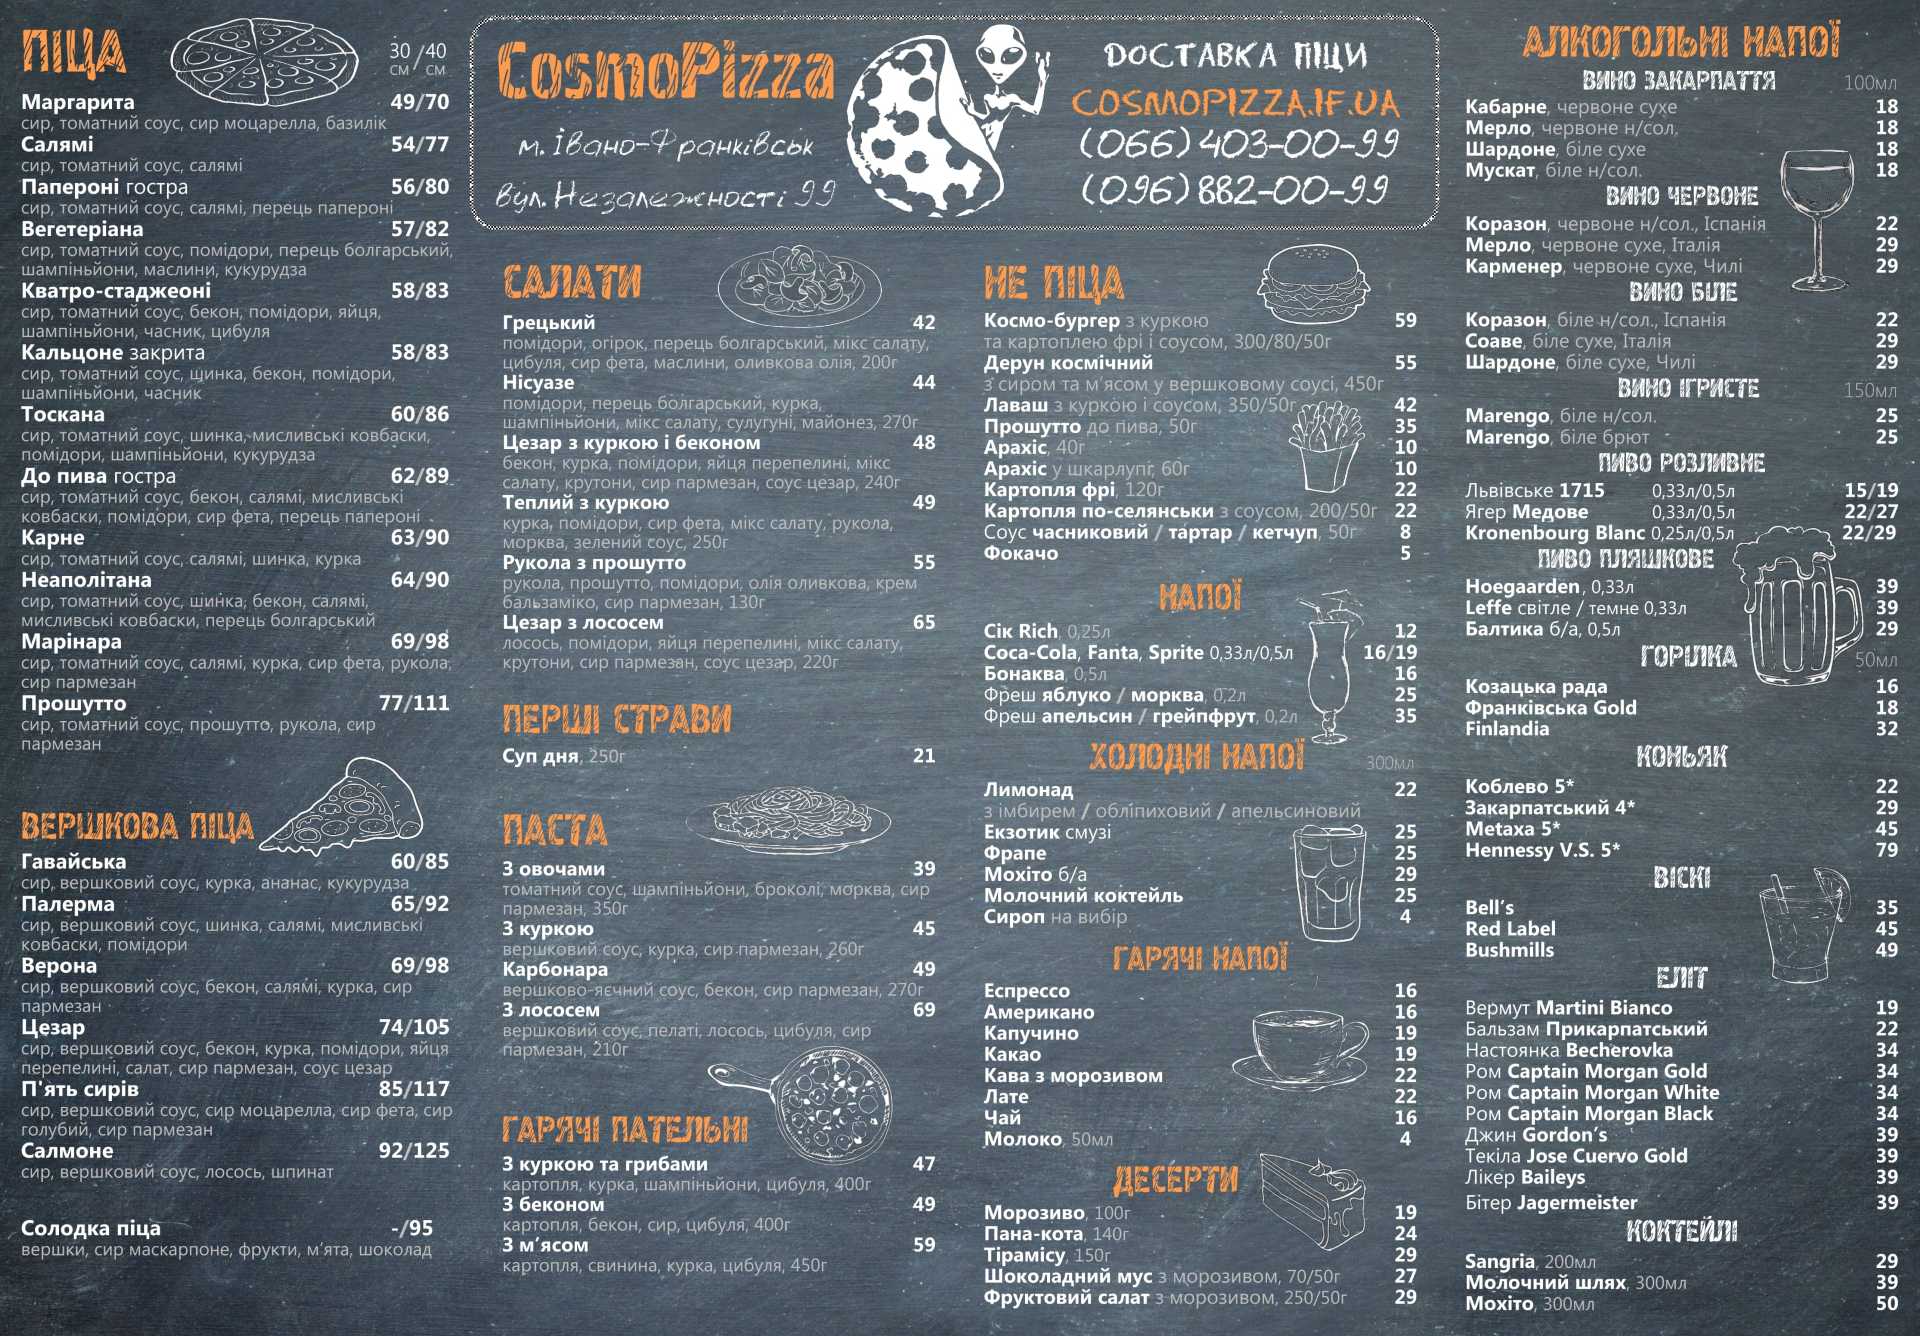 ПІЦА
30 /40
см см
Маргарита 49/70
сир, томатний соус, сир моцарелла, базилік
Салямі 54/77
сир, томатний соус, салямі
Папероні гостра 56/80
сир, томатний соус, салямі, перець папероні
Вегетеріана 57/82
сир, томатний соус, помідори, перець болгарський,
шампіньйони, маслини, кукурудза
Кватро-стаджеоні 58/83
сир, томатний соус, бекон, помідори, яйця,
шампіньйони, часник, цибуля
Кальцоне закрита 58/83
сир, томатний соус, шинка, бекон, помідори,
шампіньйони, часник
Тоскана 60/86
сир, томатний соус, шинка, мисливські ковбаски,
помідори, шампіньйони, кукурудза
До пива гостра 62/89
сир, томатний соус, бекон, салямі, мисливські
ковбаски, помідори, сир фета, перець папероні
Карне 63/90
сир, томатний соус, салямі, шинка, курка
Неаполітана 64/90
сир, томатний соус, шинка, бекон, салямі,
мисливські ковбаски, перець болгарський
Марінара 69/98
сир, томатний соус, салямі, курка, сир фета, рукола,
сир пармезан
Прошутто 77/111
сир, томатний соус, прошутто, рукола, сир
пармезан
ВЕРШКОВА ПІЦА
Гавайська 60/85
сир, вершковий соус, курка, ананас, кукурудза
Палерма 65/92
сир, вершковий соус, шинка, салямі, мисливські
ковбаски, помідори
Верона 69/98
сир, вершковий соус, бекон, салямі, курка, сир
пармезан
Цезар 74/105
сир, вершковий соус, бекон, курка, помідори, яйця
перепелині, салат, сир пармезан, соус цезар
П'ять сирів 85/117
сир, вершковий соус, сир моцарелла, сир фета, сир
голубий, сир пармезан
Салмоне 92/125
сир, вершковий соус, лосось, шпинат
Солодка піца -/95
вершки, сир маскарпоне, фрукти, м'ята, шоколад
CosmoPizza
м. Івано-Франківськ
вул. Незалежності 99
ДОСТАВКА ПІЦИ
COSMOPIZZA.IF.UA
(066) 403-00-99
(096) 882-00-99
САЛАТИ
Грецький 42
помідори, огірок, перець болгарський, мікс салату,
цибуля, сир фета, маслини, оливкова олія, 200г
Нісуазе 44
помідори, перець болгарський, курка,
шампіньйони, мікс салату, сулугуні, майонез, 270г
Цезар з куркою і беконом 48
бекон, курка, помідори, яйця перепелині, мікс
салату, крутони, сир пармезан, соус цезар, 240г
Теплий з куркою 49
курка, помідори, сир фета, мікс салату, рукола,
морква, зелений соус, 250г
Рукола з прошутто 55
рукола, прошутто, помідори, олія оливкова, крем
бальзаміко, сир пармезан, 130г
Цезар з лососем 65
лосось, помідори, яйця перепелині, мікс салату,
крутони, сир пармезан, соус цезар, 220г
ПЕРШІ СТРАВИ
Суп дня, 250г 21
ПАСТА
З овочами 39
томатний соус, шампіньйони, броколі, морква, сир
пармезан, 350г
З куркою 45
вершковий соус, курка, сир пармезан, 260г
Карбонара 49
вершково-яєчний соус, бекон, сир пармезан, 270г
З лососем 69
вершковий соус, пелаті, лосось, цибуля, сир
пармезан, 210г
ГАРЯЧІ ПАТЕЛЬНІ
З куркою та грибами 47
картопля, курка, шампіньйони, цибуля, 400г
З беконом 49
картопля, бекон, сир, цибуля, 400г
З м'ясом 59
картопля, свинина, курка, цибуля, 450г
НЕ ПІЦА
Космо-бургер з куркою 59
та картоплею фрі і соусом, 300/80/50г
Дерун космічний 55
з сиром та м'ясом у вершковому соусі, 450г
Лаваш з куркою і соусом, 350/50г 42
Прошутто до пива, 50г 35
Арахіс, 40г 10
Арахіс у шкарлупі, 60г 10
Картопля фрі, 120г 22
Картопля по-селянськи з соусом, 200/50г 22
Соус часниковий / тартар / кетчуп, 50г 8
Фокачо 5
НАПОЇ
Сік Rich, 0,25л 12
Coca-Cola, Fanta, Sprite 0,33л/0,5л 16/19
Бонаква, 0,5л 16
Фреш яблуко / морква, 0,2л 25
Фреш апельсин / грейпфрут, 0,2л 35
ХОЛОДНІ НАПОЇ 300мл
Лимонад 22
з імбирем / обліпиховий / апельсиновий
Екзотик смузі 25
Фрапе 25
Мохіто б/а 29
Молочний коктейль 25
Сироп на вибір 4
ГАРЯЧІ НАПОЇ
Еспрессо 16
Американо 16
Капучино 19
Какао 19
Кава з морозивом 22
Лате 22
Чай 16
Молоко, 50мл 4
ДЕСЕРТИ
Морозиво, 100г 19
Пана-кота, 140г 24
Тірамісу, 150г 29
Шоколадний мус з морозивом, 70/50г 27
Фруктовий салат з морозивом, 250/50г 29
АЛКОГОЛЬНІ НАПОЇ
ВИНО ЗАКАРПАТТЯ 100мл
Кабарне, червоне сухе 18
Мерло, червоне н/сол. 18
Шардоне, біле сухе 18
Мускат, біле н/сол. 18
ВИНО ЧЕРВОНЕ
Коразон, червоне н/сол., Іспанія 22
Мерло, червоне сухе, Італія 29
Карменер, червоне сухе, Чилі 29
ВИНО БІЛЕ
Коразон, біле н/сол., Іспанія 22
Соаве, біле сухе, Італія 29
Шардоне, біле сухе, Чилі 29
ВИНО ІГРИСТЕ 150мл
Marengo, біле н/сол. 25
Marengo, біле брют 25
ПИВО РОЗЛИВНЕ
Львівське 1715 0,33л/0,5л 15/19
Ягер Медове 0,33л/0,5л 22/27
Kronenbourg Blanc 0,25л/0,5л 22/29
ПИВО ПЛЯШКОВЕ
Hoegaarden, 0,33л 39
Leffe світле / темне 0,33л 39
Балтика б/а, 0,5л 29
ГОРІЛКА 50мл
Козацька рада 16
Франківська Gold 18
Finlandia 32
КОНЬЯК
Коблево 5* 22
Закарпатський 4* 29
Metaxa 5* 45
Hennessy V.S. 5* 79
ВІСКІ
Bell's 35
Red Label 45
Bushmills 49
ЕЛІТ
Вермут Martini Bianco 19
Бальзам Прикарпатський 22
Настоянка Becherovka 34
Ром Captain Morgan Gold 34
Ром Captain Morgan White 34
Ром Captain Morgan Black 34
Джин Gordon's 39
Текіла Jose Cuervo Gold 39
Лікер Baileys 39
Бітер Jagermeister 39
КОКТЕЙЛІ
Sangria, 200мл 29
Молочний шлях, 300мл 39
Мохіто, 300мл 50